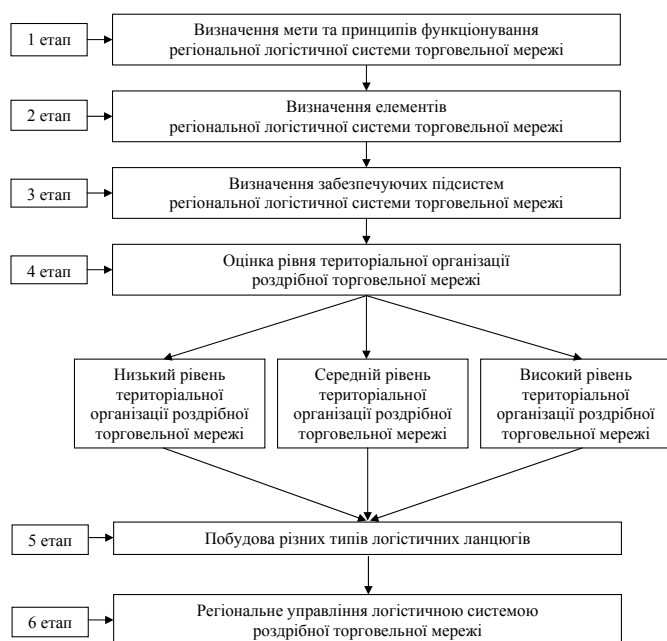 1 етап
Визначення мети та принципів функціонування
регіональної логістичної системи торговельної мережі
2 етап
Визначення елементів
регіональної логістичної системи торговельної мережі
3 етап
Визначення забезпечуючих підсистем
регіональної логістичної системи торговельної мережі
4 етап
Оцінка рівня територіальної організації
роздрібної торговельної мережі
Низький рівень
територіальної
організації роздрібної
торговельної мережі
Середній рівень
територіальної
організації роздрібної
торговельної мережі
Високий рівень
територіальної
організації роздрібної
торговельної мережі
5 етап
Побудова різних типів логістичних ланцюгів
6 етап
Регіональне управління логістичною системою
роздрібної торговельної мережі